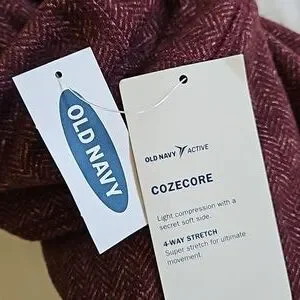 OLD NAVY
OLD NAVY ACTIVE
COZECORE
Light compression with a
secret soft side.
4-WAY STRETCH
Super stretch for ultimate
movement.